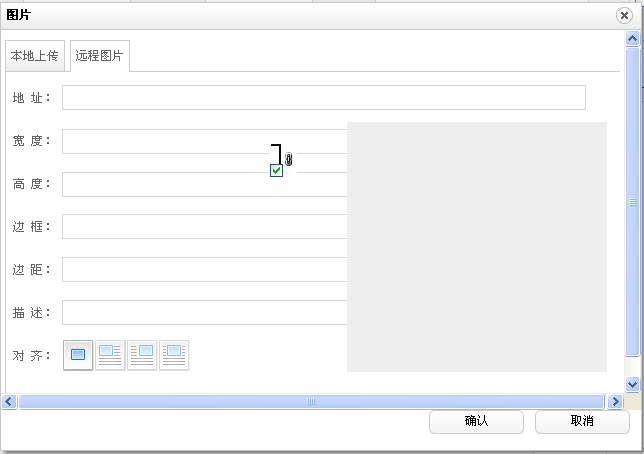 图片
本地上传 远程图片
地 址：
宽 度：
高 度：
边 框：
边 距：
描 述：
对 齐：
确认 取消